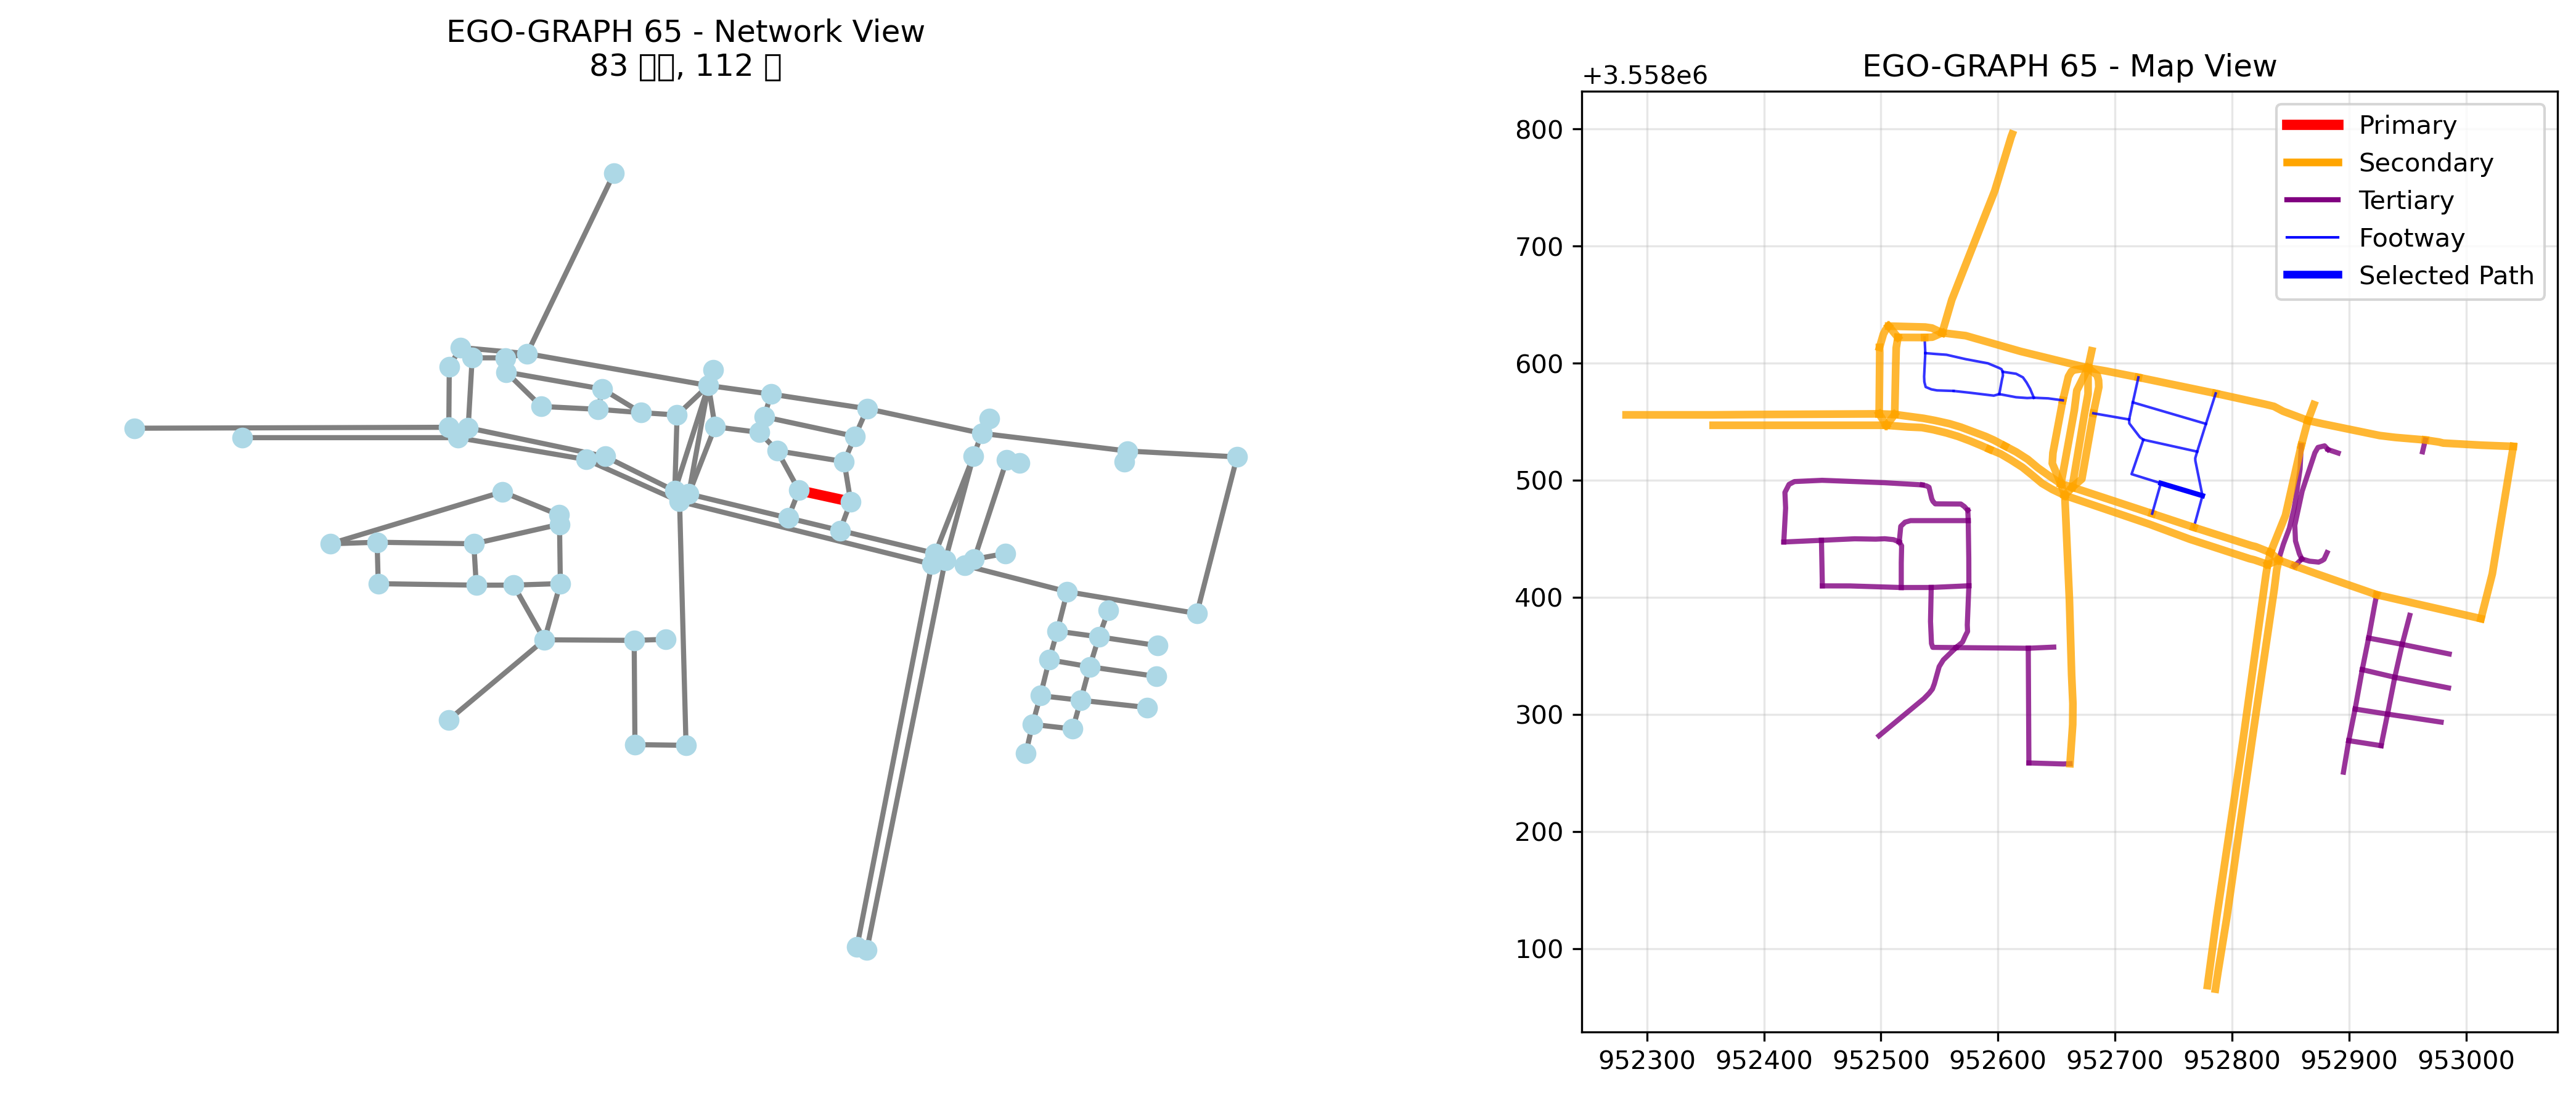 EGO-GRAPH 65 - Network View
83 , 112
EGO-GRAPH 65 - Map View
+3.558e6
Primary
Secondary
Tertiary
Footway
Selected Path
800
700
600
500
400
300
200
100
952300 952400 952500 952600 952700 952800 952900 953000